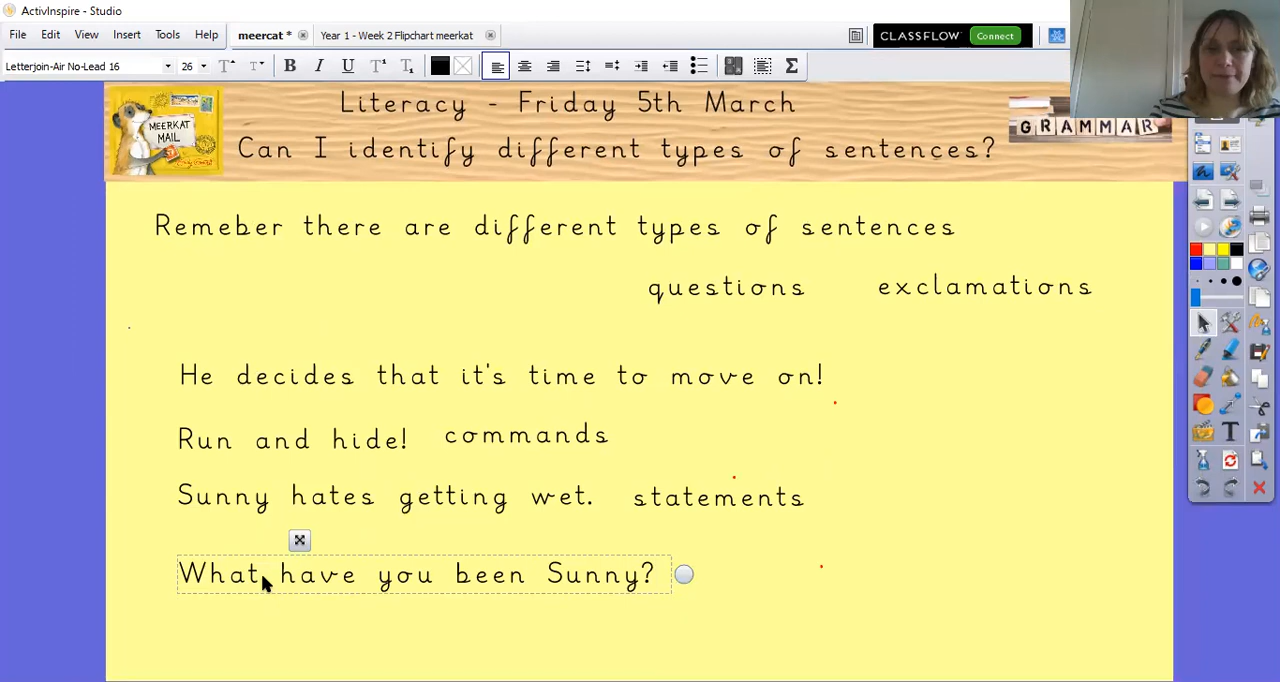 ActivInspire - Studio
File Edit View Insert Tools Help
meercat * Year 1 - Week 2 Flipchart meerkat
CLASSFLOW Connect
Letterjoin-Air No-Lead 16 26
Literacy - Friday 5th March
MEERKAT
MAIL
GRAMMAR
Can I identify different types of sentences?
Remeber there are different types of sentences
questions exclamations
He decides that it's time to move on!
Run and hide! commands
Sunny hates getting wet. statements
What have you been Sunny?